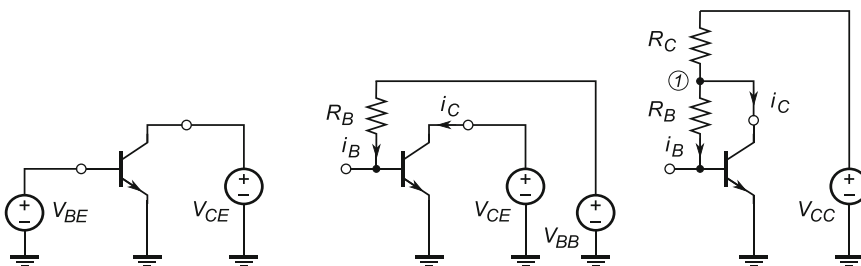 V_BE
V_CE
R_B
i_B
i_C
V_CE
V_BB
R_C
①
R_B
i_B
i_C
V_CC